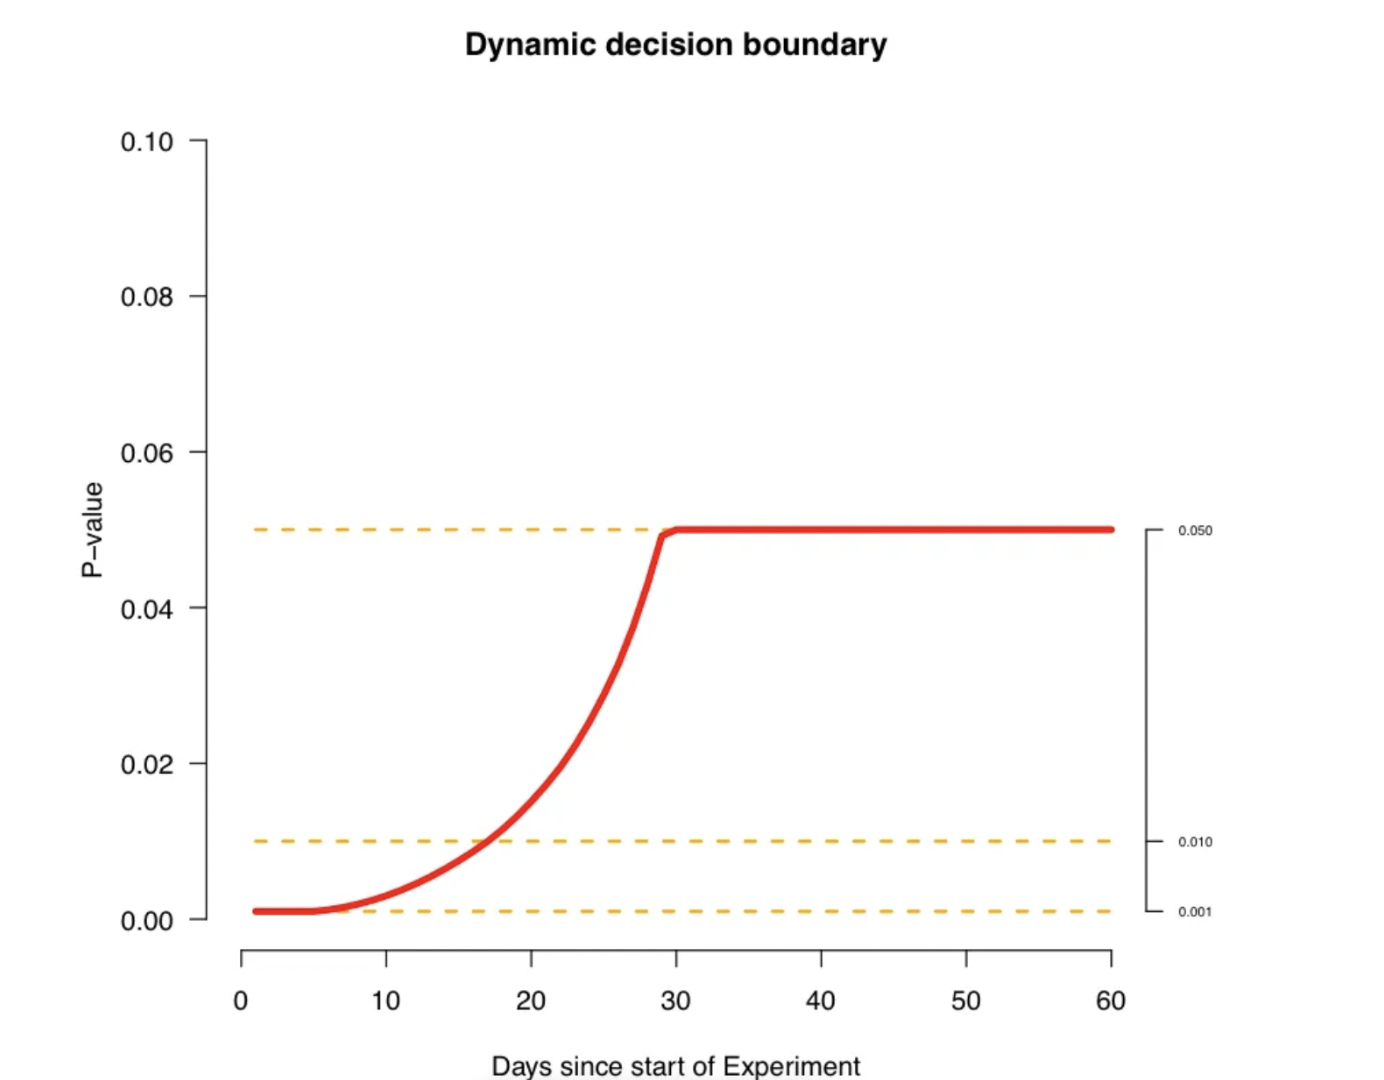 Dynamic decision boundary
0.10
0.08
0.06
0.04
0.02
0.00
P−value
0.050
0.010
0.001
0 10 20 30 40 50 60
Days since start of Experiment